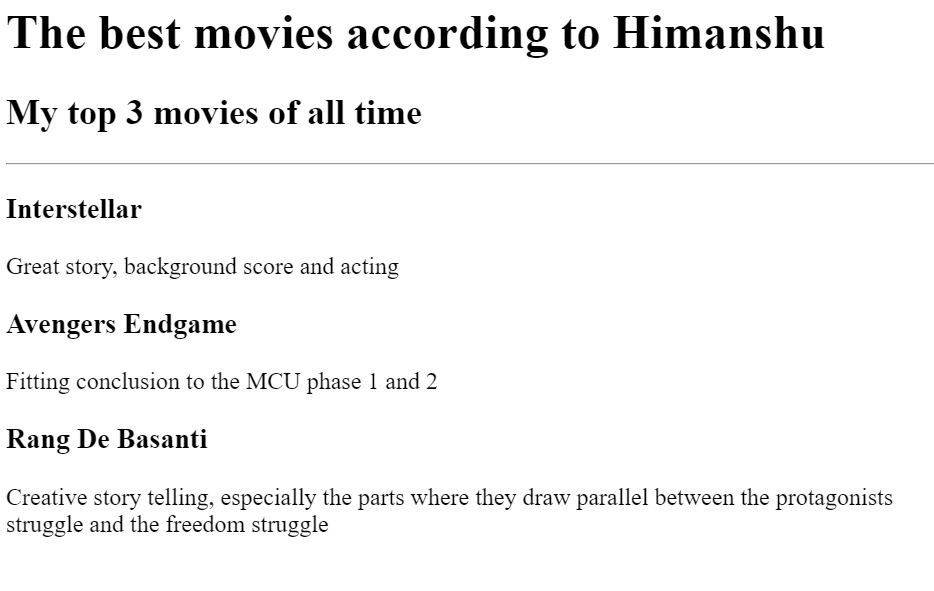 The best movies according to Himanshu
My top 3 movies of all time
Interstellar
Great story, background score and acting
Avengers Endgame
Fitting conclusion to the MCU phase 1 and 2
Rang De Basanti
Creative story telling, especially the parts where they draw parallel between the protagonists
struggle and the freedom struggle